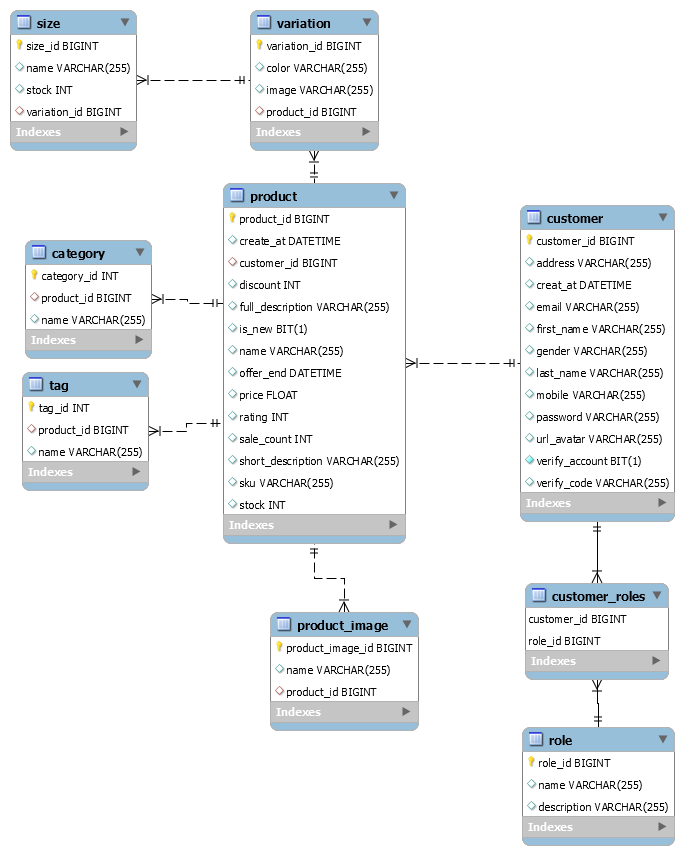 size
size_id BIGINT
name VARCHAR(255)
stock INT
variation_id BIGINT
Indexes
variation
variation_id BIGINT
color VARCHAR(255)
image VARCHAR(255)
product_id BIGINT
Indexes
product
product_id BIGINT
create_at DATETIME
customer_id BIGINT
discount INT
full_description VARCHAR(255)
is_new BIT(1)
name VARCHAR(255)
offer_end DATETIME
price FLOAT
rating INT
sale_count INT
short_description VARCHAR(255)
sku VARCHAR(255)
stock INT
Indexes
category
category_id INT
product_id BIGINT
name VARCHAR(255)
Indexes
tag
tag_id INT
product_id BIGINT
name VARCHAR(255)
Indexes
customer
customer_id BIGINT
address VARCHAR(255)
creat_at DATETIME
email VARCHAR(255)
first_name VARCHAR(255)
gender VARCHAR(255)
last_name VARCHAR(255)
mobile VARCHAR(255)
password VARCHAR(255)
url_avatar VARCHAR(255)
verify_account BIT(1)
verify_code VARCHAR(255)
Indexes
product_image
product_image_id BIGINT
name VARCHAR(255)
product_id BIGINT
Indexes
customer_roles
customer_id BIGINT
role_id BIGINT
Indexes
role
role_id BIGINT
name VARCHAR(255)
description VARCHAR(255)
Indexes